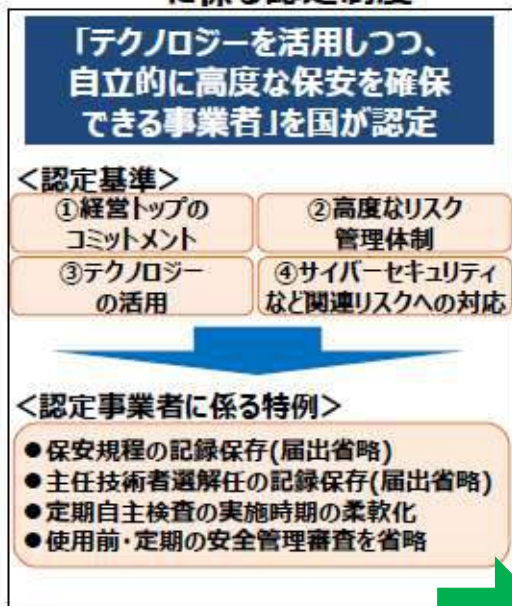 「テクノロジーを活用しつつ、
自立的に高度な保安を確保
できる事業者」を国が認定
＜認定基準＞
①経営トップの
コミットメント
②高度なリスク
管理体制
③テクノロジー
の活用
④サイバーセキュリティ
など関連リスクへの対応
＜認定事業者に係る特例＞
●保安規程の記録保存(届出省略)
●主任技術者選解任の記録保存(届出省略)
●定期自主検査の実施時期の柔軟化
●使用前・定期の安全管理審査を省略